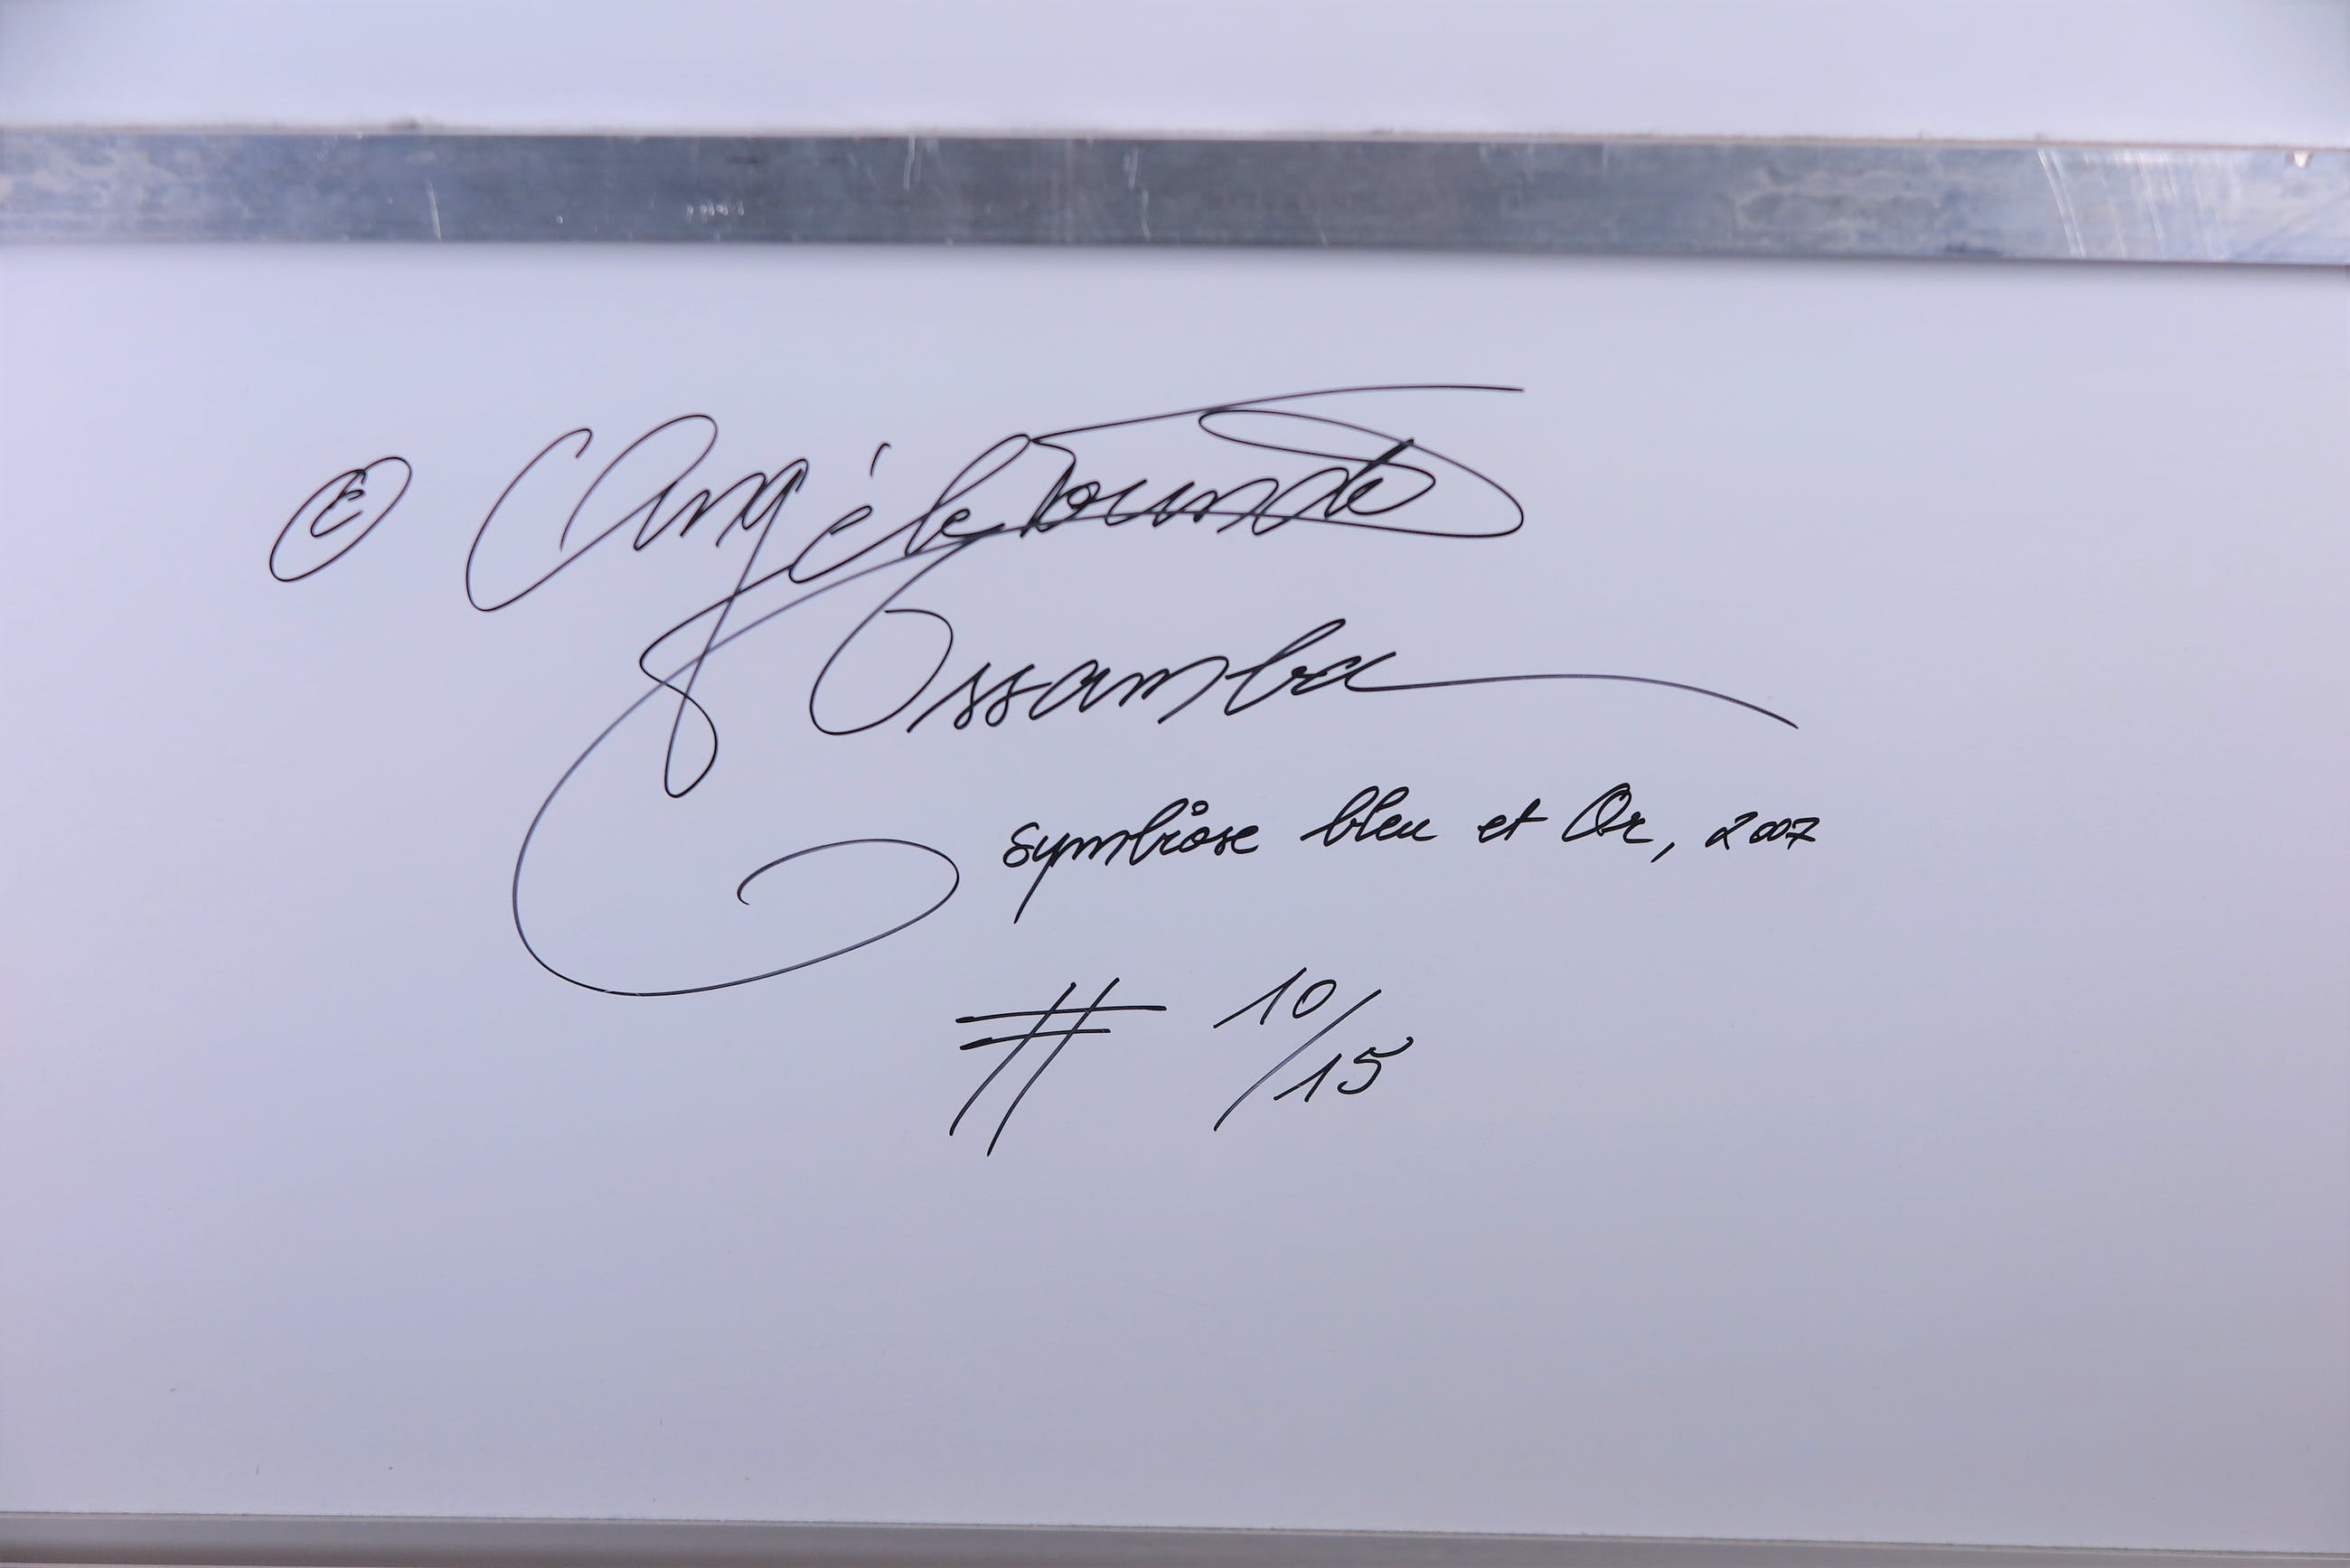 © Angèle Etoundi
Essamba
symbiose bleu et Or, 2007
# 10/15